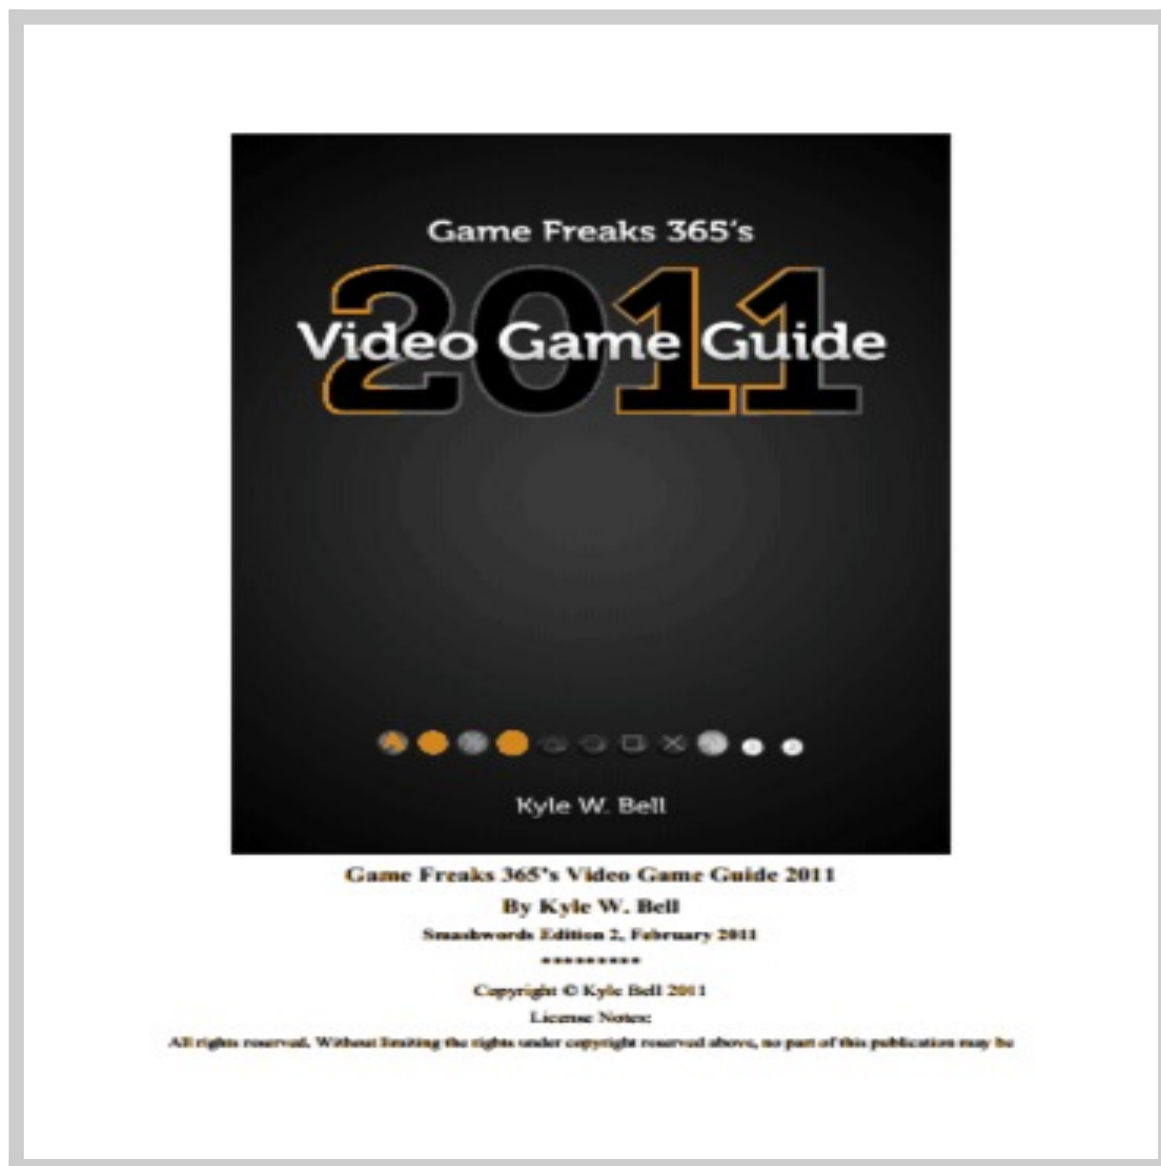 Game Freaks 365's
2011
Video Game Guide
Kyle W. Bell
Game Freaks 365's Video Game Guide 2011
By Kyle W. Bell
Smashwords Edition 2, February 2011
*********
Copyright © Kyle Bell 2011
License Notes:
All rights reserved. Without limiting the rights under copyright reserved above, no part of this publication may be